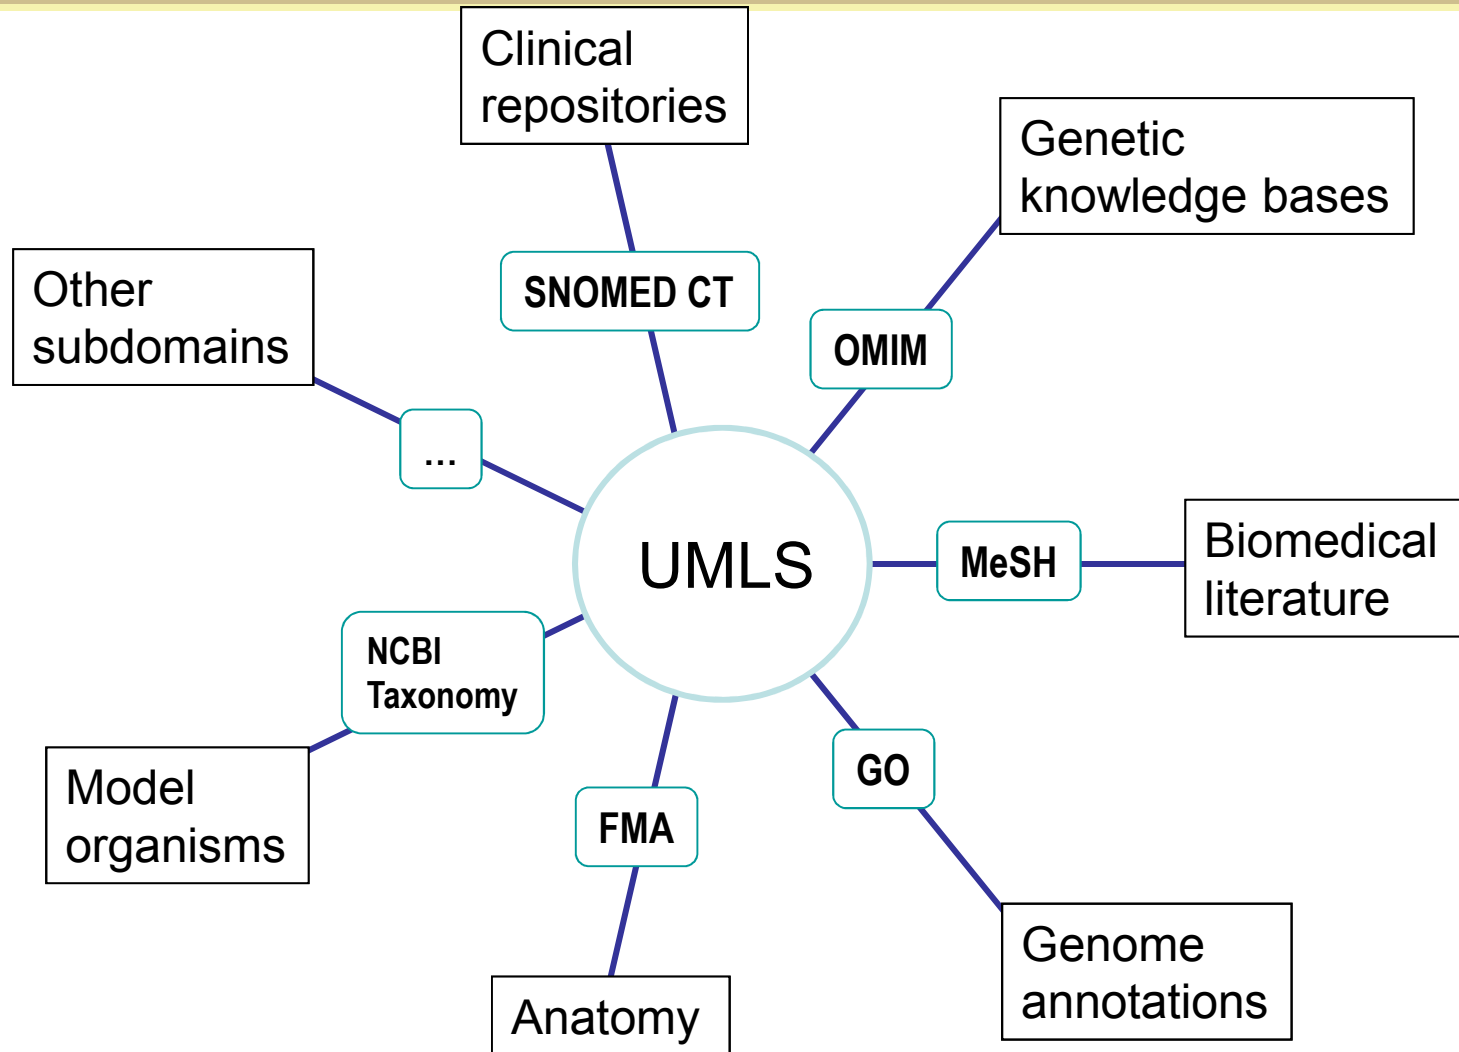 Clinical
repositories
Genetic
knowledge bases
SNOMED CT
Other
subdomains
OMIM
...
UMLS
MeSH
Biomedical
literature
NCBI
Taxonomy
GO
Model
organisms
FMA
Genome
annotations
Anatomy